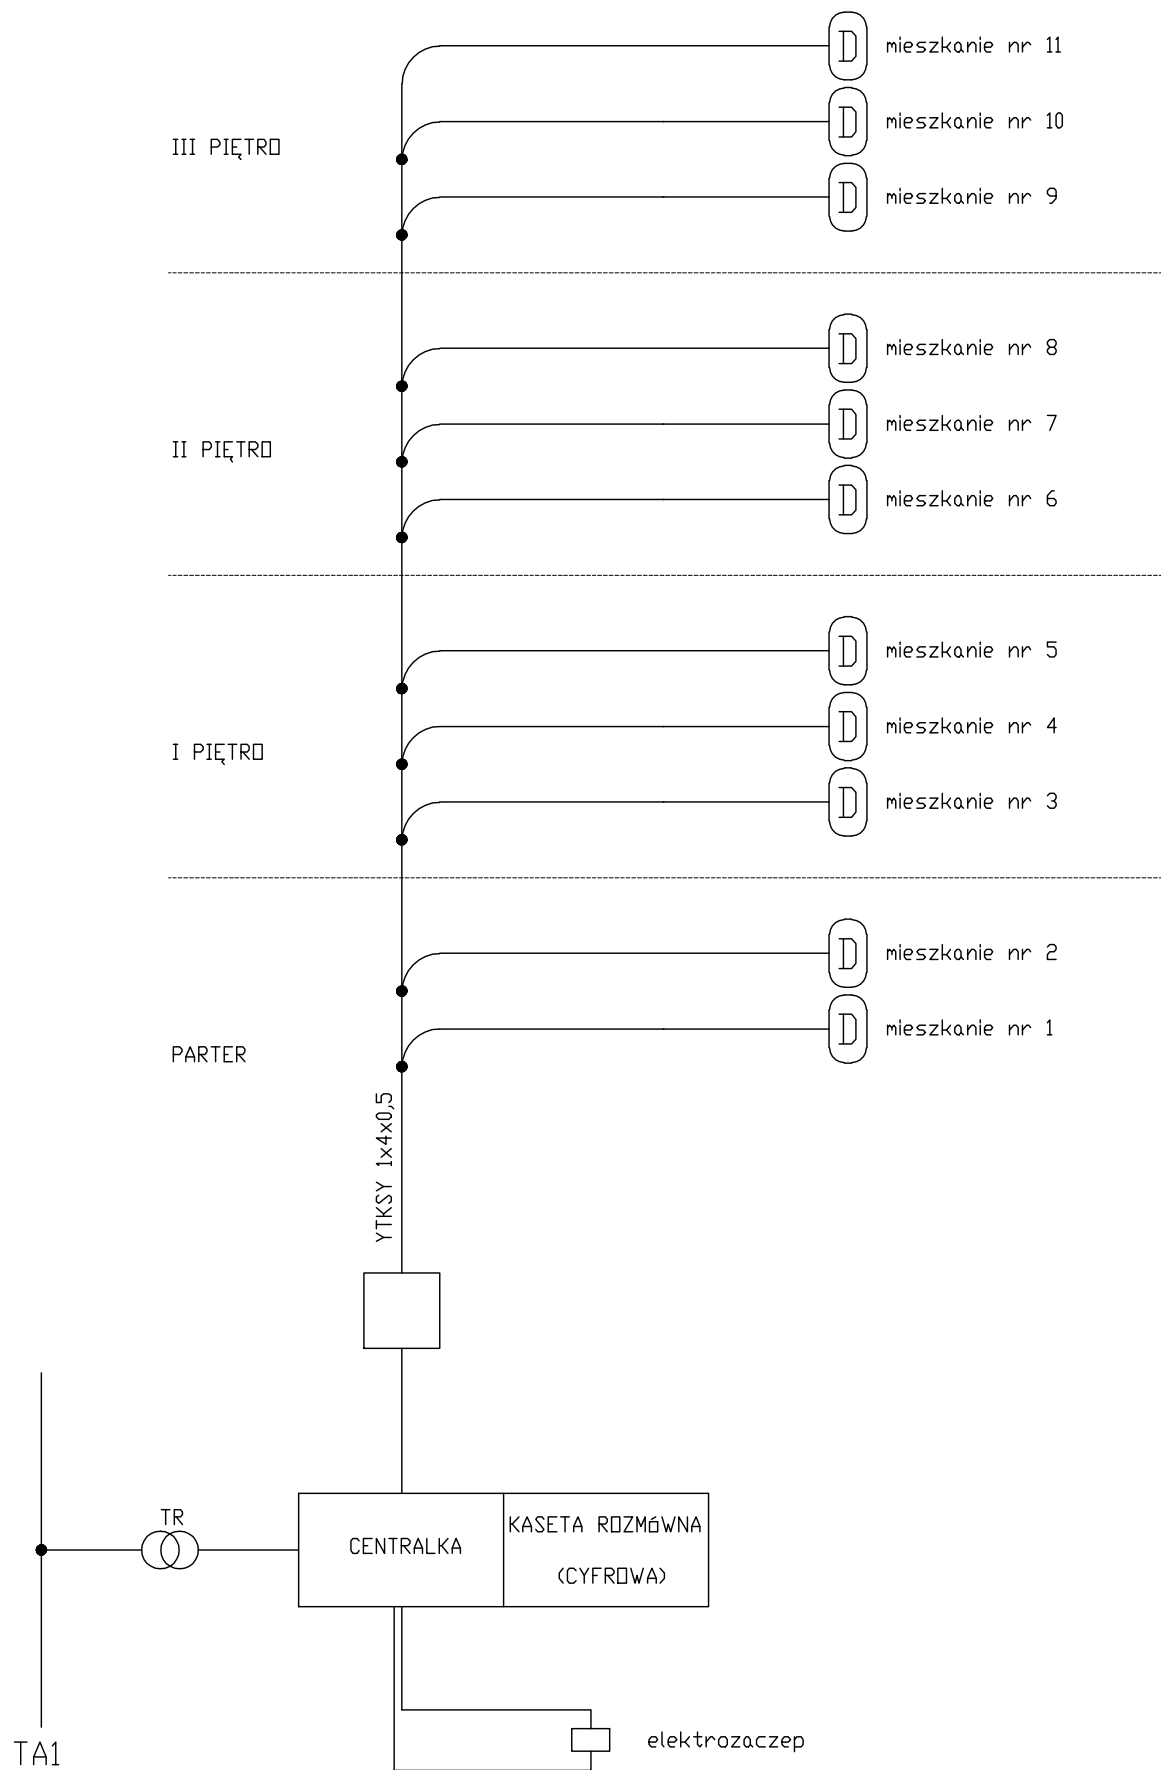 D mieszkanie nr 11
D mieszkanie nr 10
III PIĘTRO
D mieszkanie nr 9
D mieszkanie nr 8
D mieszkanie nr 7
II PIĘTRO
D mieszkanie nr 6
D mieszkanie nr 5
D mieszkanie nr 4
I PIĘTRO
D mieszkanie nr 3
D mieszkanie nr 2
D mieszkanie nr 1
PARTER
YTKSY 1x4x0,5
TR
CENTRALKA
KASETA ROZMóWNA
(CYFROWA)
elektrozaczep
TA1